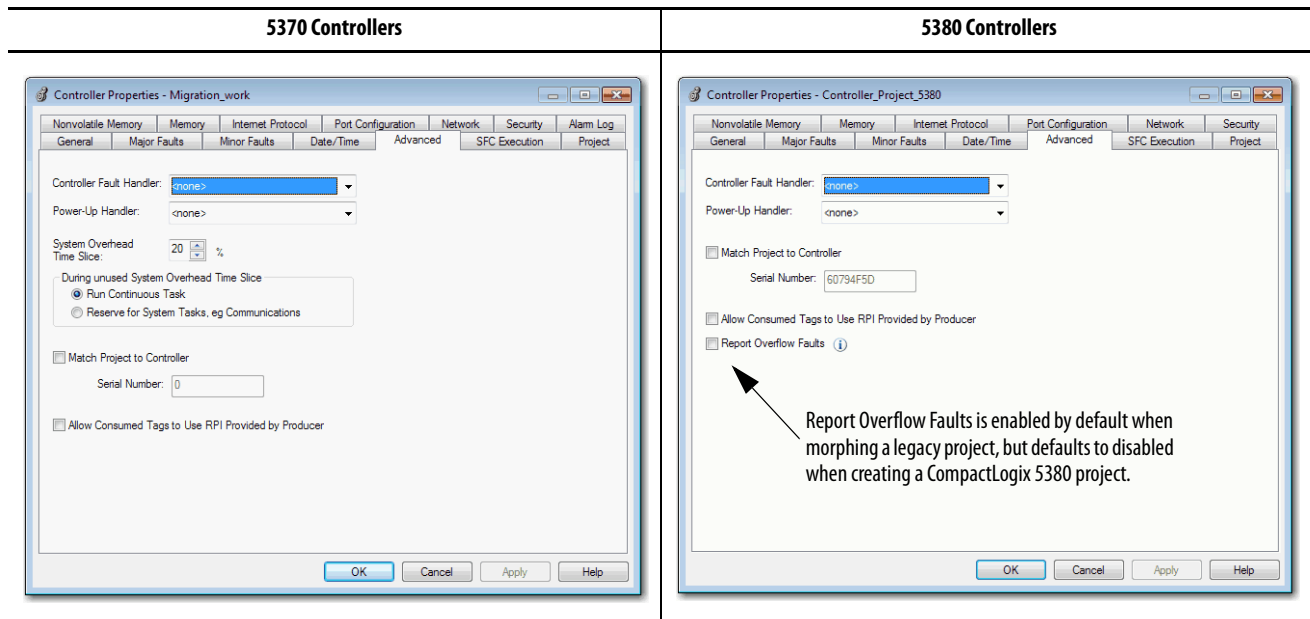 5370 Controllers
5380 Controllers
Controller Properties - Migration_work
Nonvolatile Memory Memory Internet Protocol Port Configuration Network Security Alarm Log
General Major Faults Minor Faults Date/Time Advanced SFC Execution Project
Controller Fault Handler: <none>
Power-Up Handler: <none>
System Overhead
Time Slice: 20 %
During unused System Overhead Time Slice
Run Continuous Task
Reserve for System Tasks, eg Communications
Match Project to Controller
Serial Number: 0
Allow Consumed Tags to Use RPI Provided by Producer
OK Cancel Apply Help
Controller Properties - Controller_Project_5380
Nonvolatile Memory Memory Internet Protocol Port Configuration Network Security
General Major Faults Minor Faults Date/Time Advanced SFC Execution Project
Controller Fault Handler: <none>
Power-Up Handler: <none>
Match Project to Controller
Serial Number: 60794F5D
Allow Consumed Tags to Use RPI Provided by Producer
Report Overflow Faults i
Report Overflow Faults is enabled by default when
morphing a legacy project, but defaults to disabled
when creating a CompactLogix 5380 project.
OK Cancel Apply Help